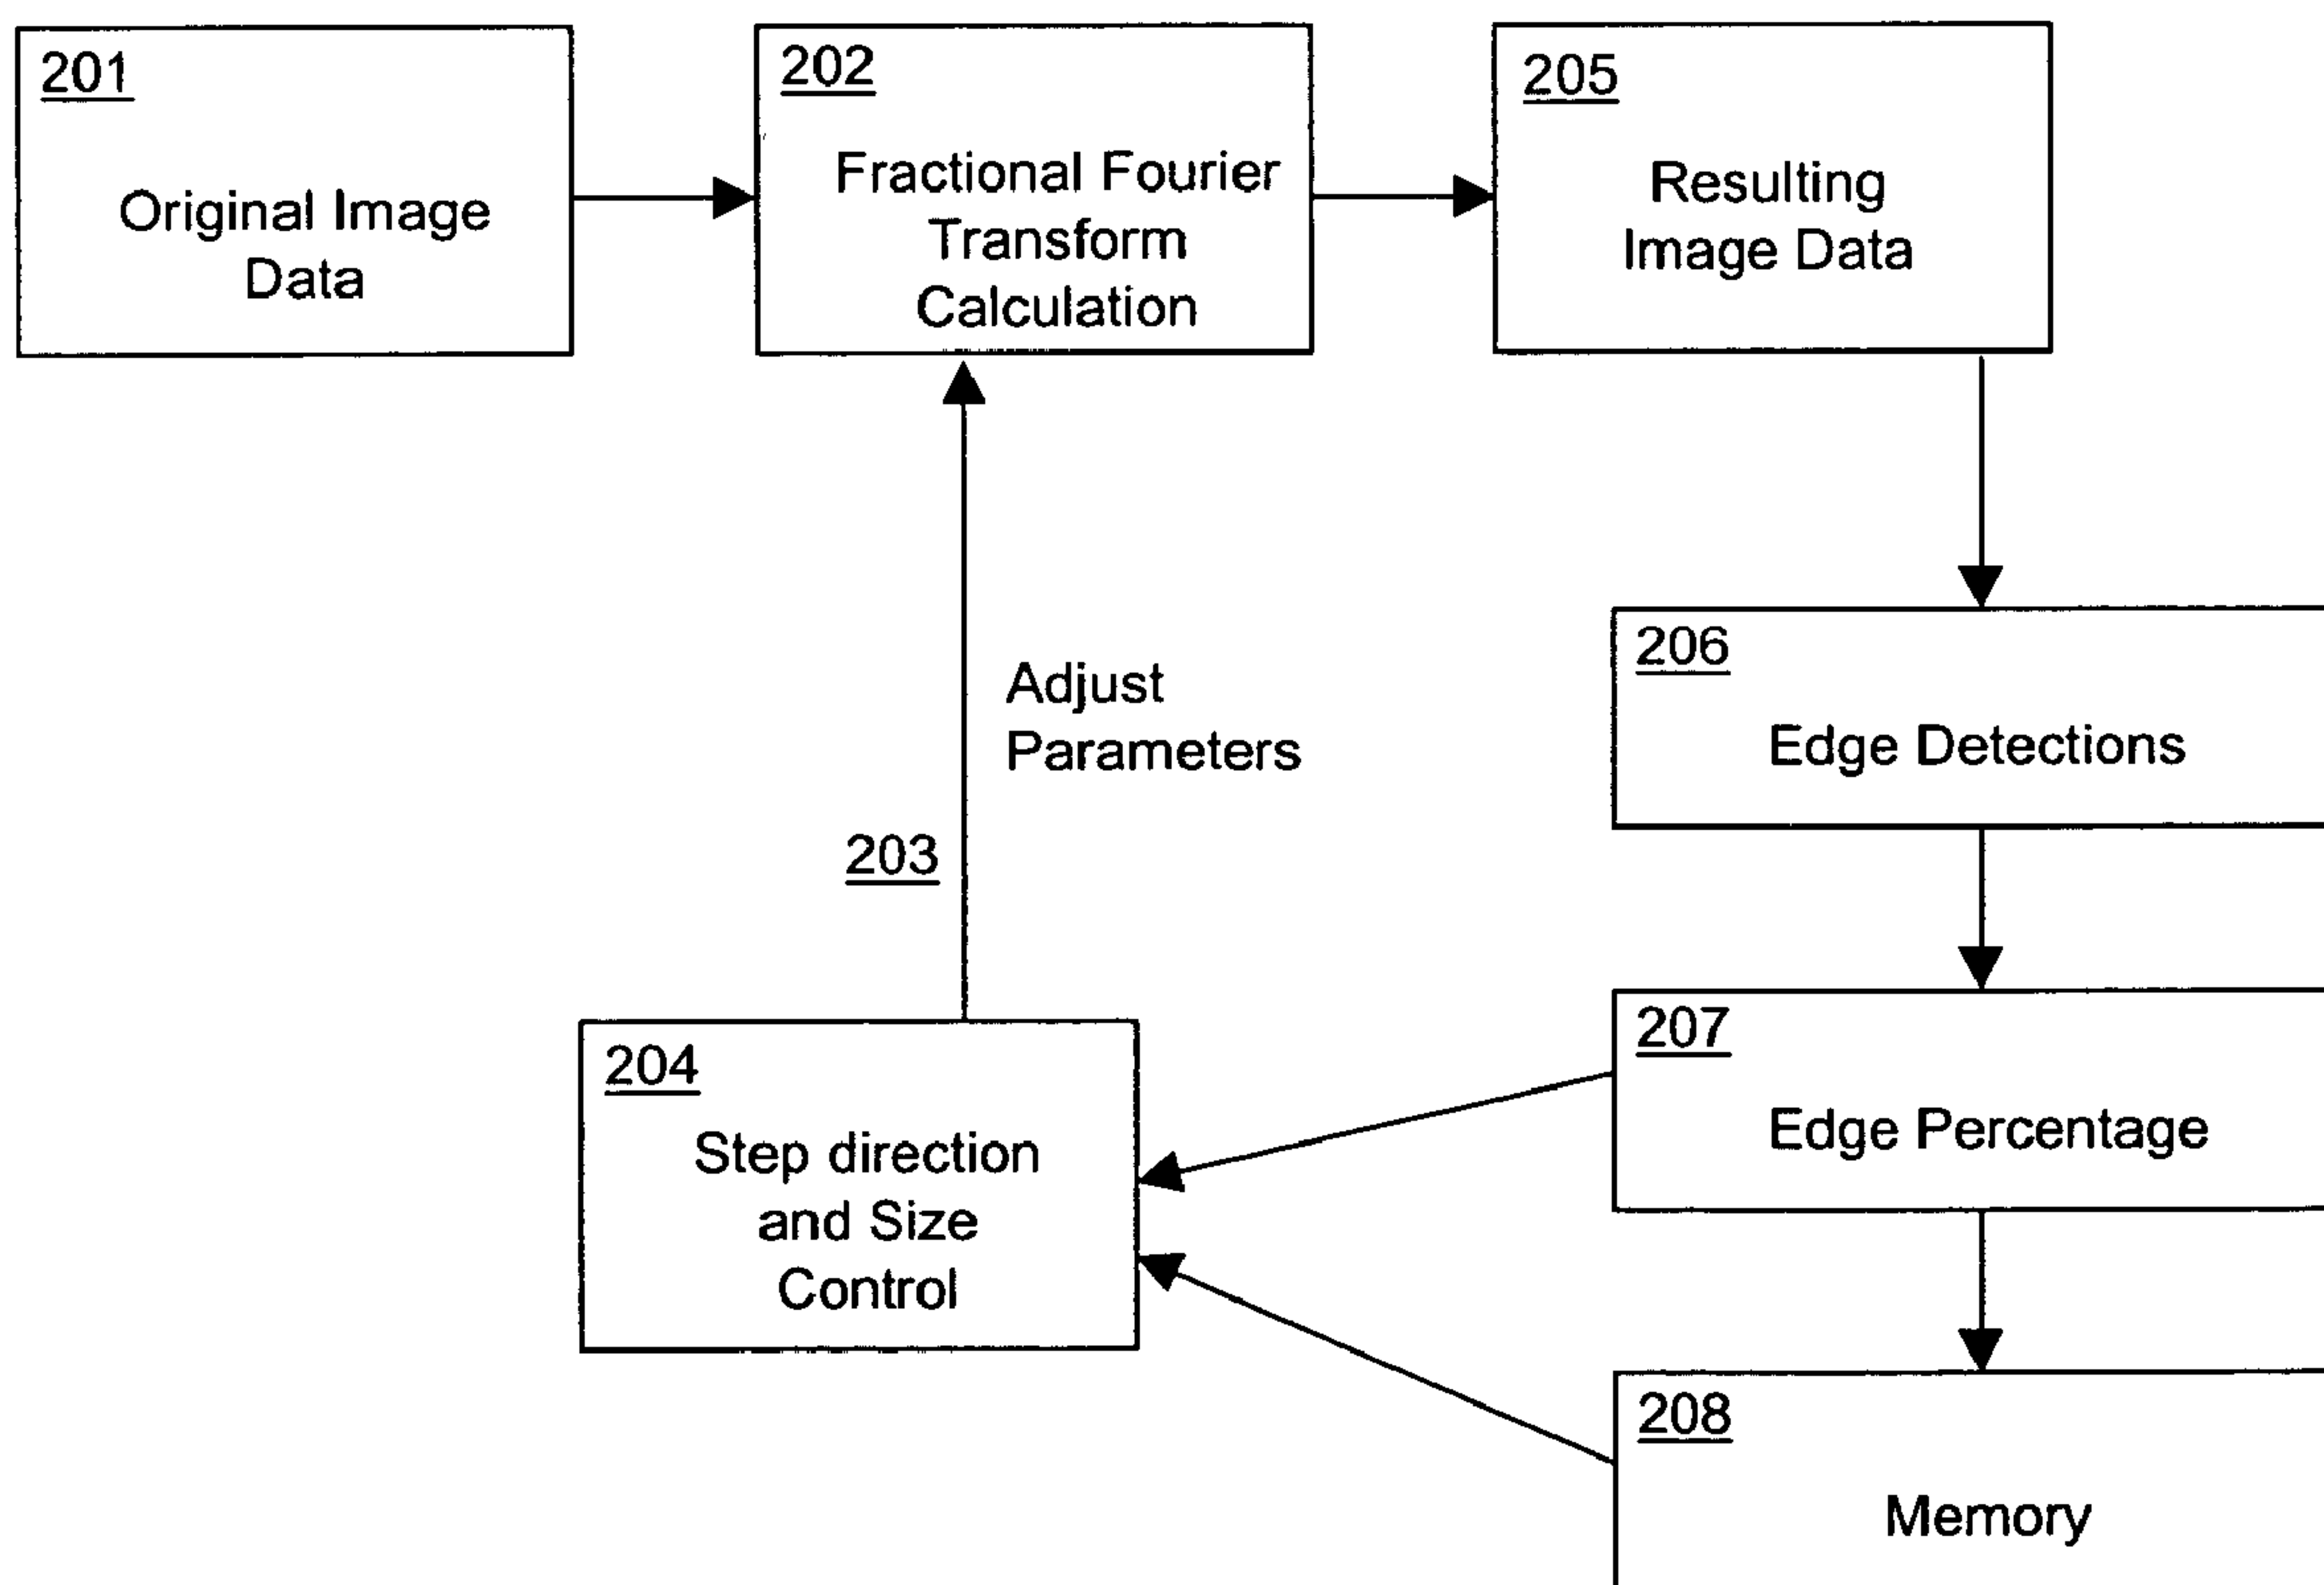 201
Original Image
Data
202
Fractional Fourier
Transform
Calculation
205
Resulting
Image Data
206
Edge Detections
Adjust
Parameters
203
207
Edge Percentage
204
Step direction
and Size
Control
208
Memory